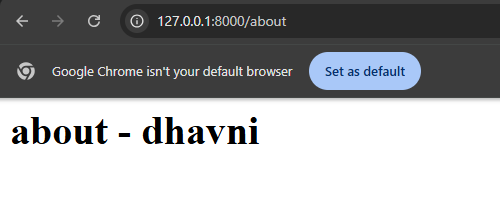 127.0.0.1:8000/about
Google Chrome isn't your default browser Set as default
about - dhavni